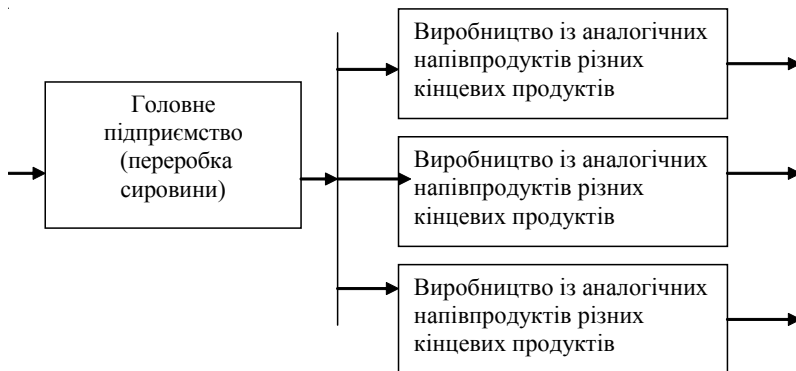 Головне
підприємство
(переробка
сировини)
Виробництво із аналогічних
напівпродуктів різних
кінцевих продуктів
Виробництво із аналогічних
напівпродуктів різних
кінцевих продуктів
Виробництво із аналогічних
напівпродуктів різних
кінцевих продуктів